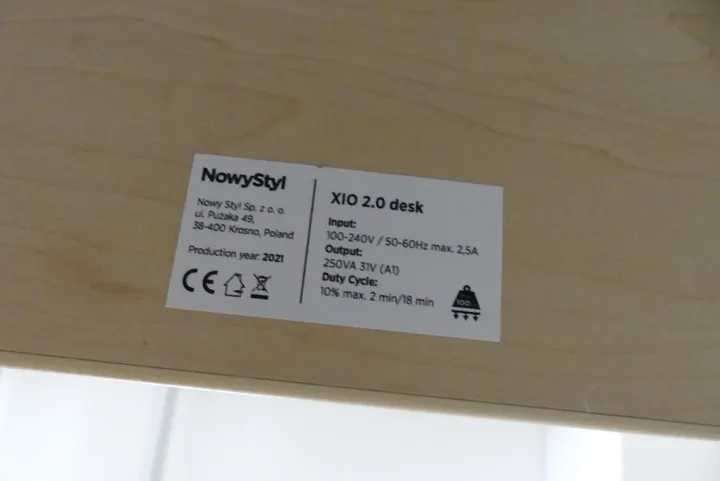 NowyStyl
Nowy Styl Sp. z o. o.
ul. Pużaka 49,
38-400 Krosno, Poland
Production year: 2021
CE
XIO 2.0 desk
Input:
100-240V / 50-60Hz max. 2,5A
Output:
250VA 31V (A1)
Duty Cycle:
10% max. 2 min/18 min
100